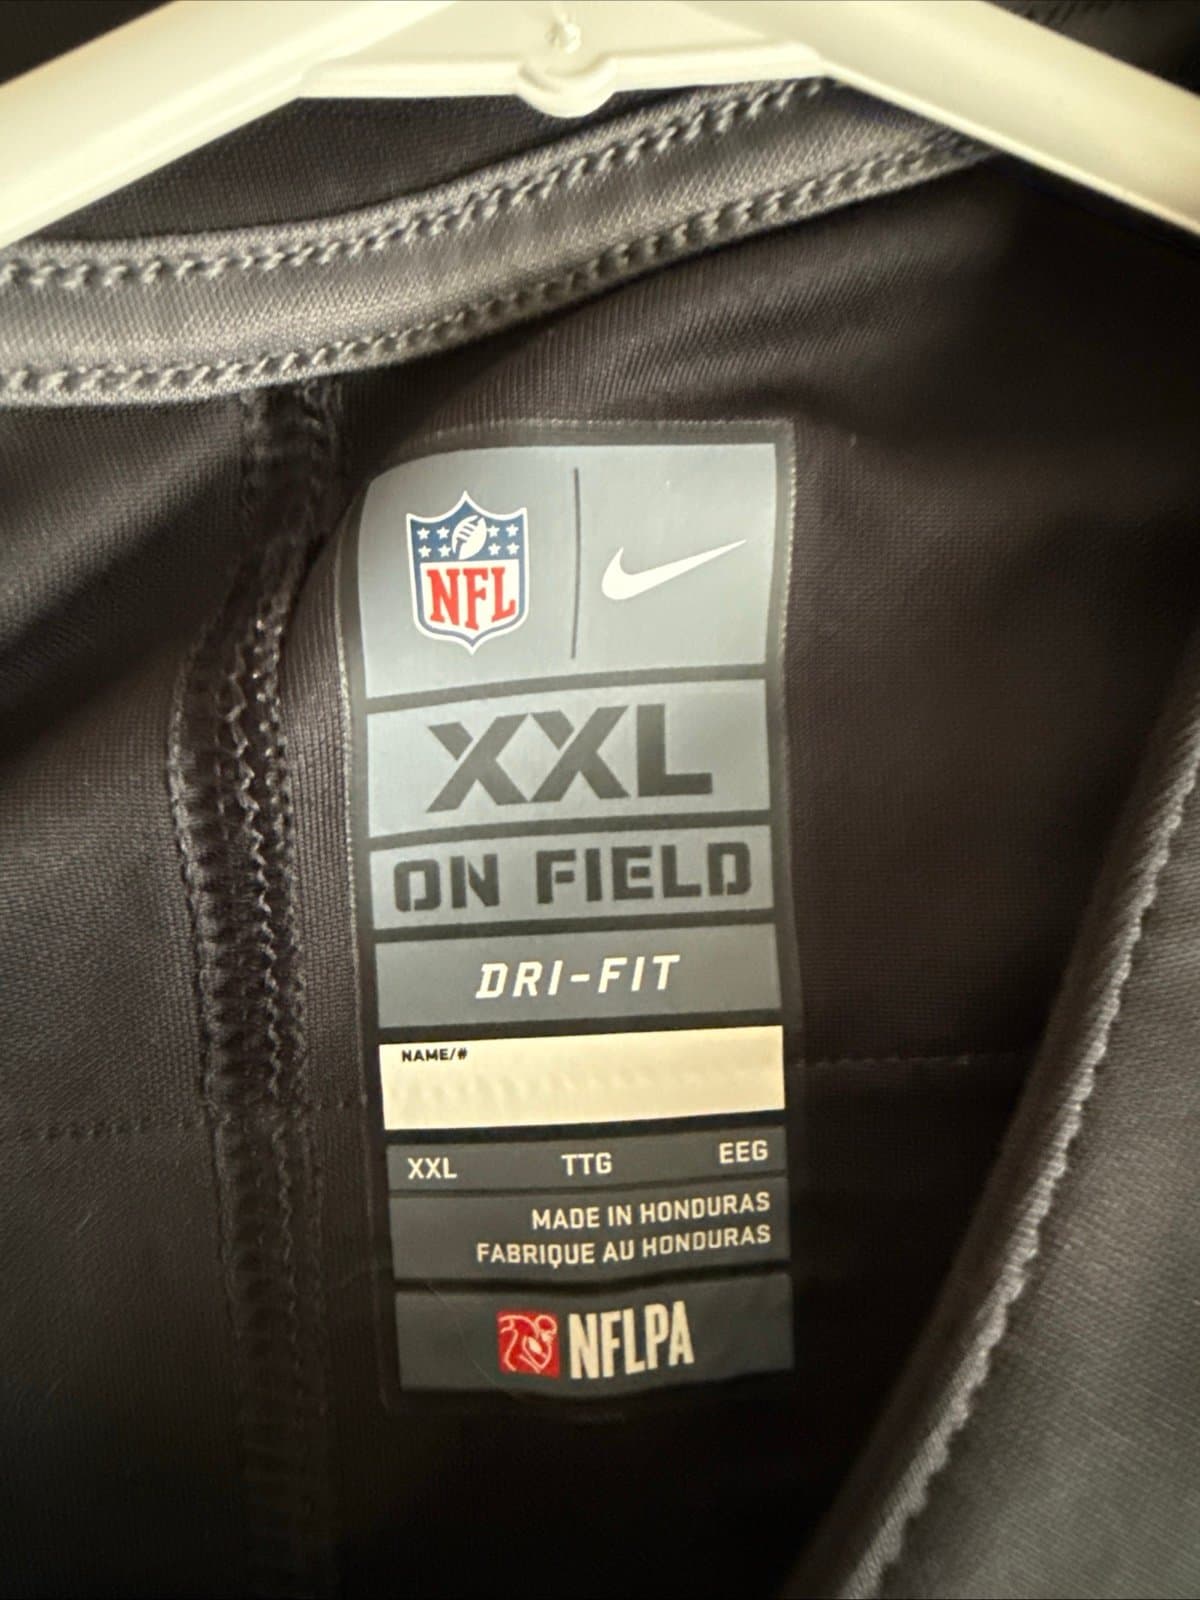 NFL
XXL
ON FIELD
DRI-FIT
NAME/#
XXL TTG EEG
MADE IN HONDURAS
FABRIQUE AU HONDURAS
NFLPA